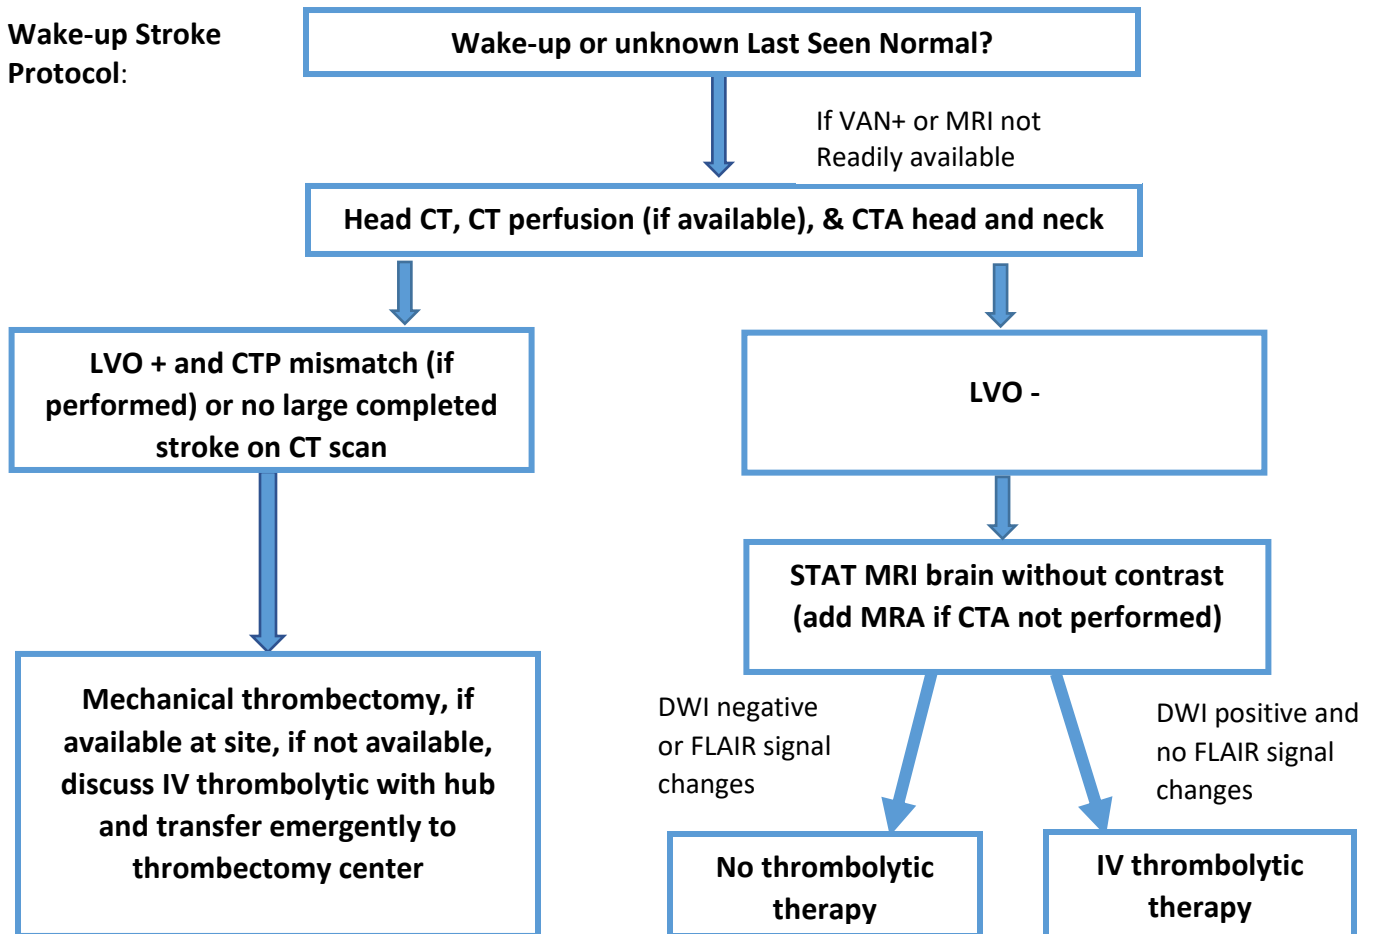 Wake-up Stroke
Protocol:
Wake-up or unknown Last Seen Normal?
If VAN+ or MRI not
Readily available
Head CT, CT perfusion (if available), & CTA head and neck
LVO + and CTP mismatch (if
performed) or no large completed
stroke on CT scan
LVO -
STAT MRI brain without contrast
(add MRA if CTA not performed)
Mechanical thrombectomy, if
available at site, if not available,
discuss IV thrombolytic with hub
and transfer emergently to
thrombectomy center
DWI negative
or FLAIR signal
changes
DWI positive and
no FLAIR signal
changes
No thrombolytic
therapy
IV thrombolytic
therapy